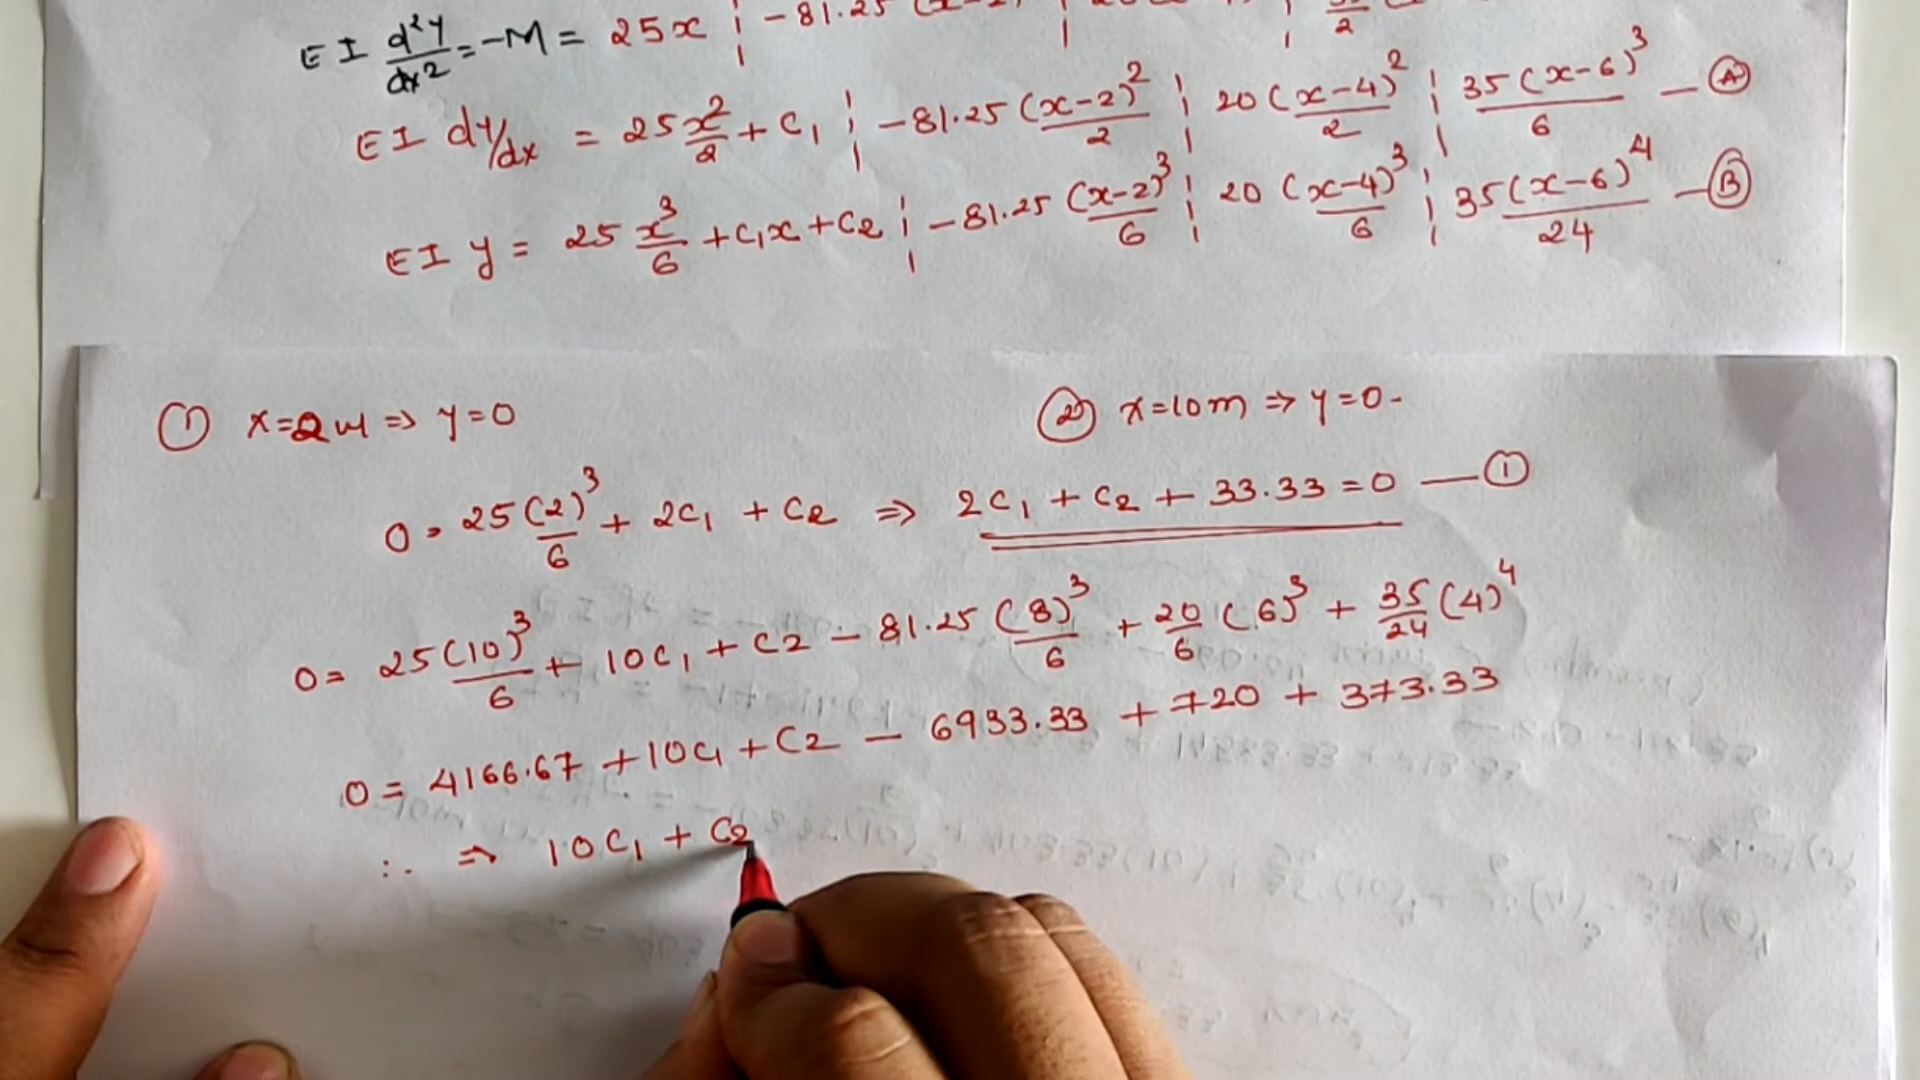 EI d²y/dx² = -M = 25x ¦ -81.25
EI dy/dx = 25 x²/2 + C₁ ¦ -81.25 (x-2)²/2 ¦ 20 (x-4)²/2 ¦ 35 (x-6)³/6 — Ⓐ
EI y = 25 x³/6 + C₁x + C₂ ¦ -81.25 (x-2)³/6 ¦ 20 (x-4)³/6 ¦ 35 (x-6)⁴/24 — Ⓑ
① x=2m ⇒ y=0
② x=10m ⇒ y=0-
0 = 25 (2)³/6 + 2C₁ + C₂ ⇒ 2C₁ + C₂ + 33.33 = 0 — ①
0 = 25 (10)³/6 + 10C₁ + C₂ - 81.25 (8)³/6 + 20/6 (6)³ + 35/24 (4)⁴
0 = 4166.67 + 10C₁ + C₂ - 6933.33 + 720 + 373.33
∴ ⇒ 10C₁ + C₂